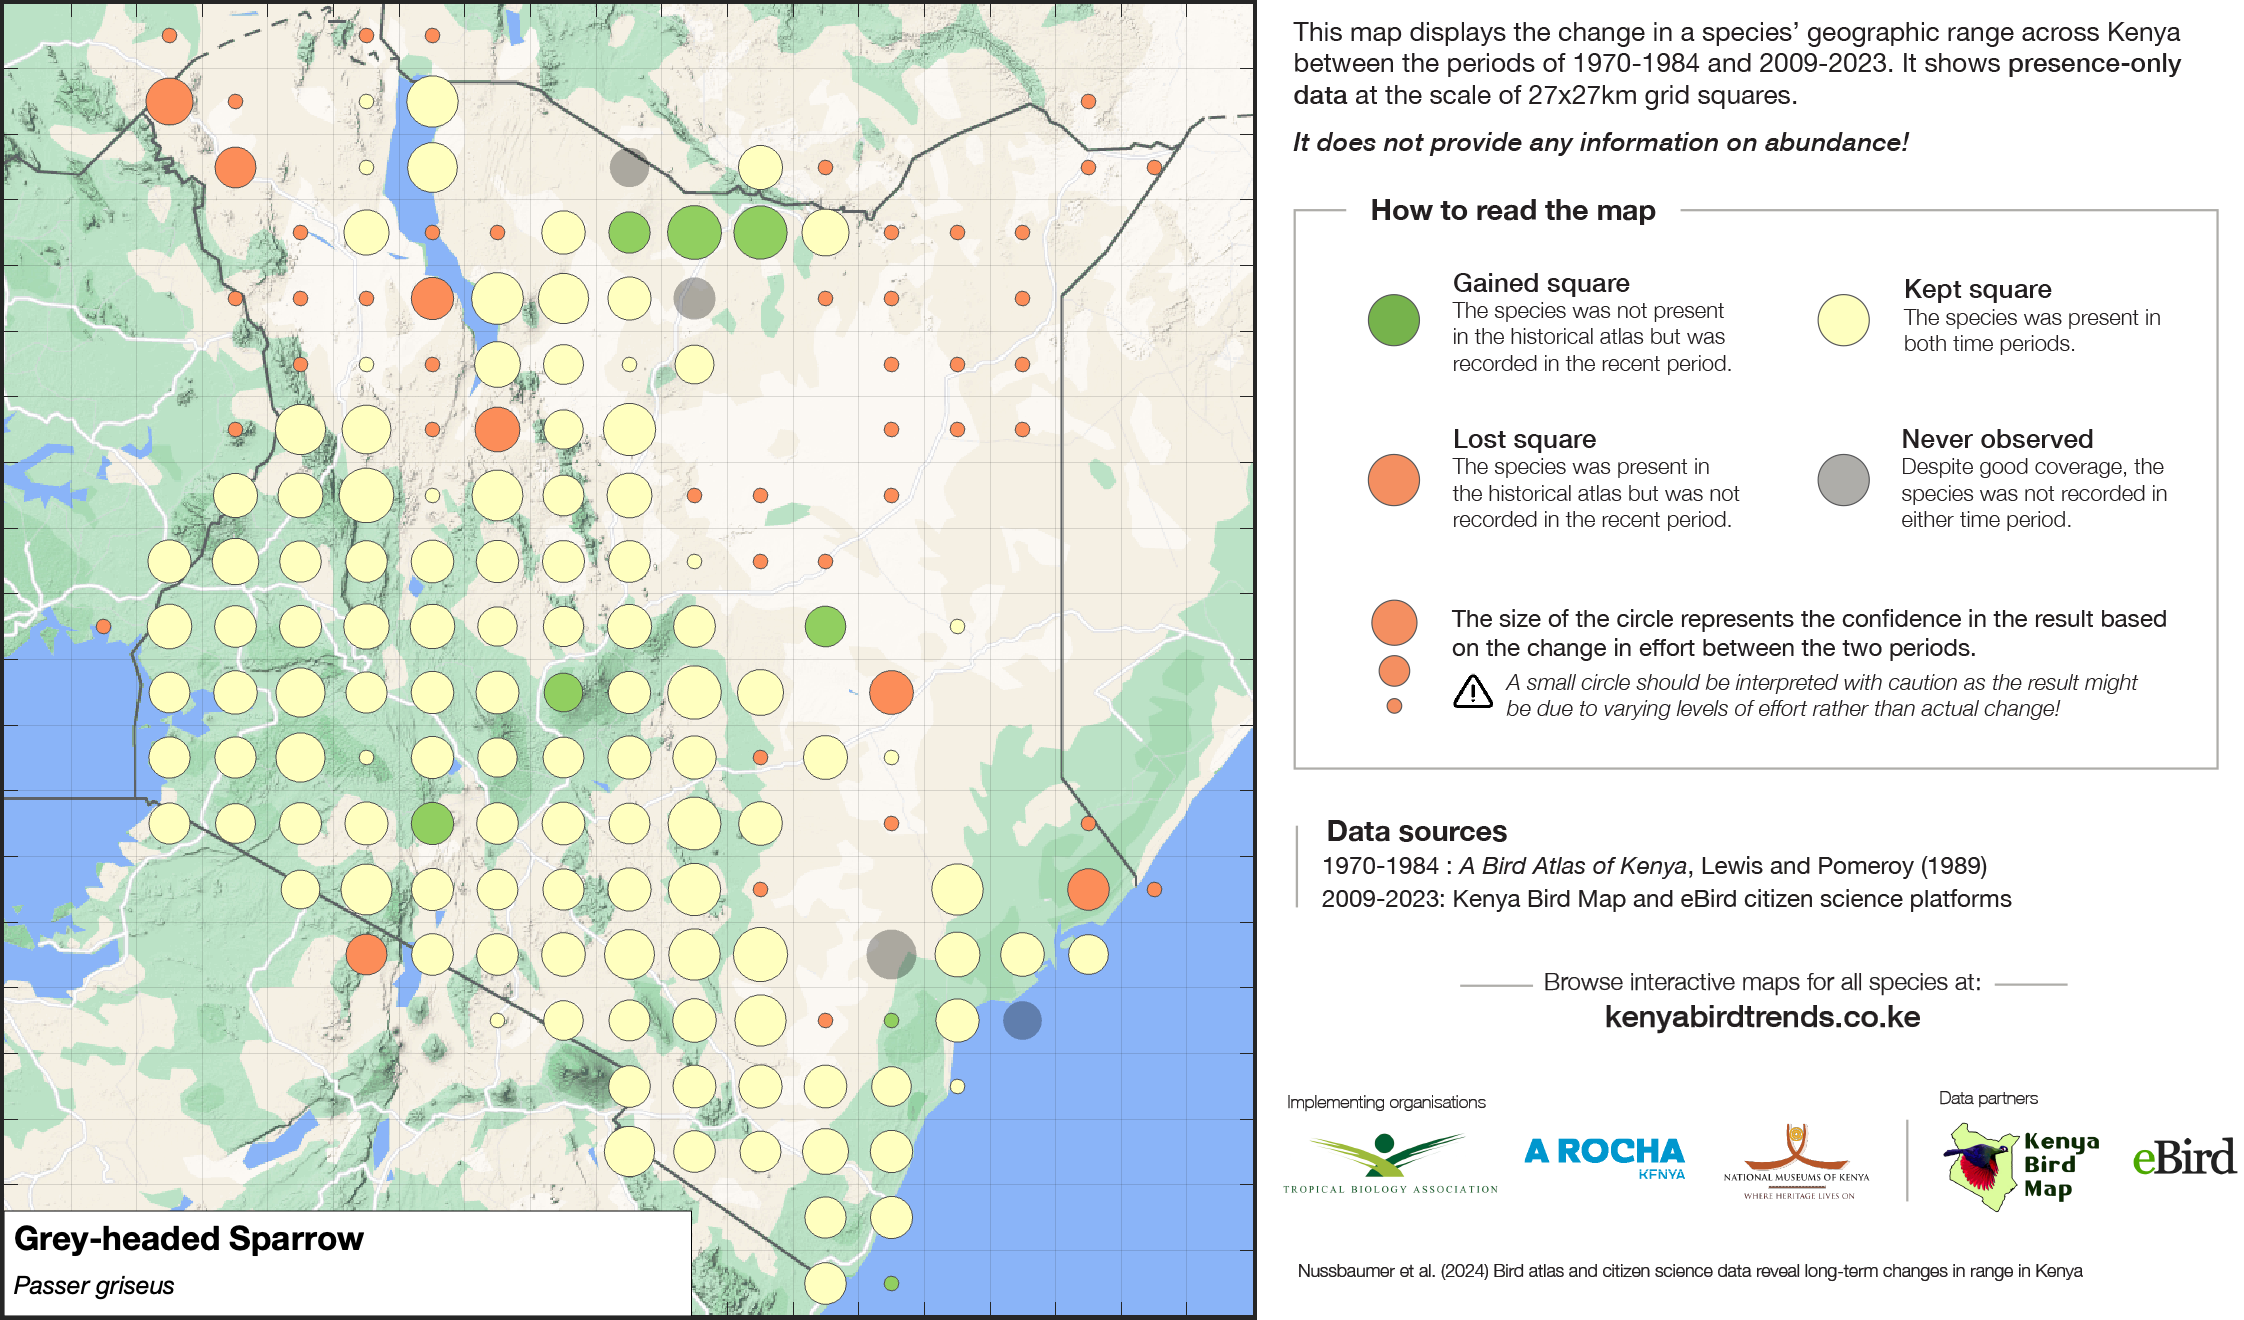 This map displays the change in a species’ geographic range across Kenya
between the periods of 1970-1984 and 2009-2023. It shows presence-only
data at the scale of 27x27km grid squares.
It does not provide any information on abundance!
How to read the map
Gained square
The species was not present
in the historical atlas but was
recorded in the recent period.
Kept square
The species was present in
both time periods.
Lost square
The species was present in
the historical atlas but was not
recorded in the recent period.
Never observed
Despite good coverage, the
species was not recorded in
either time period.
The size of the circle represents the confidence in the result based
on the change in effort between the two periods.
A small circle should be interpreted with caution as the result might
be due to varying levels of effort rather than actual change!
Data sources
1970-1984 : A Bird Atlas of Kenya, Lewis and Pomeroy (1989)
2009-2023: Kenya Bird Map and eBird citizen science platforms
Browse interactive maps for all species at:
kenyabirdtrends.co.ke
Implementing organisations
Data partners
TROPICAL BIOLOGY ASSOCIATION
A ROCHA
KENYA
NATIONAL MUSEUMS OF KENYA
WHERE HERITAGE LIVES ON
Kenya
Bird
Map
eBird
Grey-headed Sparrow
Passer griseus
Nussbaumer et al. (2024) Bird atlas and citizen science data reveal long-term changes in range in Kenya